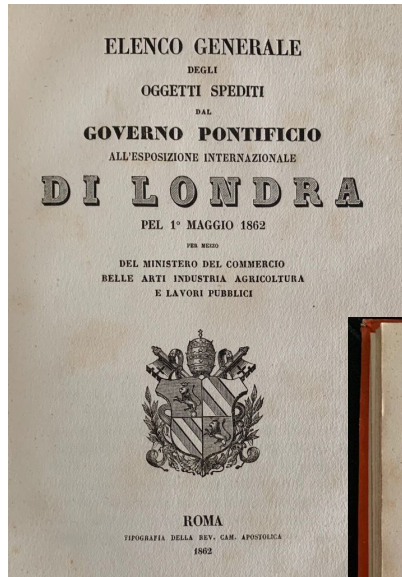 ELENCO GENERALE
DEGLI
OGGETTI SPEDITI
DAL
GOVERNO PONTIFICIO
ALL'ESPOSIZIONE INTERNAZIONALE
DI LONDRA
PEL 1º MAGGIO 1862
PER MEZZO
DEL MINISTERO DEL COMMERCIO
BELLE ARTI INDUSTRIA AGRICOLTURA
E LAVORI PUBBLICI
ROMA
TIPOGRAFIA DELLA REV. CAM. APOSTOLICA
1862